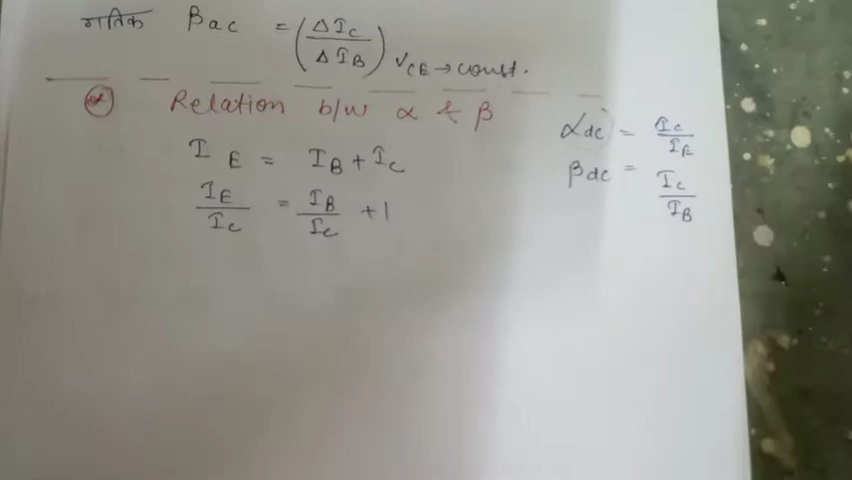 गतिक βac = (ΔIC / ΔIB) VCE → const.
Relation b/w α & β
IE = IB + IC
IE / IC = IB / IC + 1
αdc = IC / IE
βdc = IC / IB